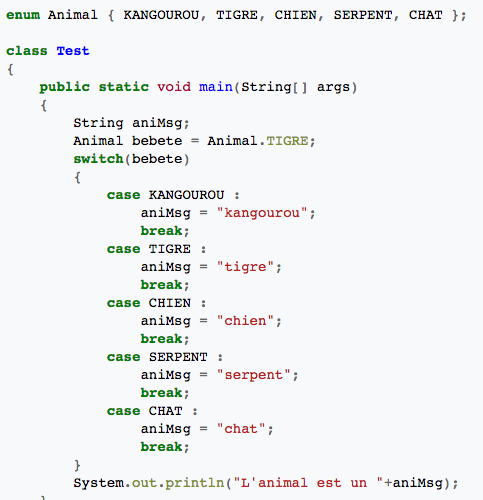 enum Animal { KANGOUROU, TIGRE, CHIEN, SERPENT, CHAT };
class Test
{
public static void main(String[] args)
{
String aniMsg;
Animal bebete = Animal.TIGRE;
switch(bebete)
{
case KANGOUROU :
aniMsg = "kangourou";
break;
case TIGRE :
aniMsg = "tigre";
break;
case CHIEN :
aniMsg = "chien";
break;
case SERPENT :
aniMsg = "serpent";
break;
case CHAT :
aniMsg = "chat";
break;
}
System.out.println("L'animal est un "+aniMsg);
}